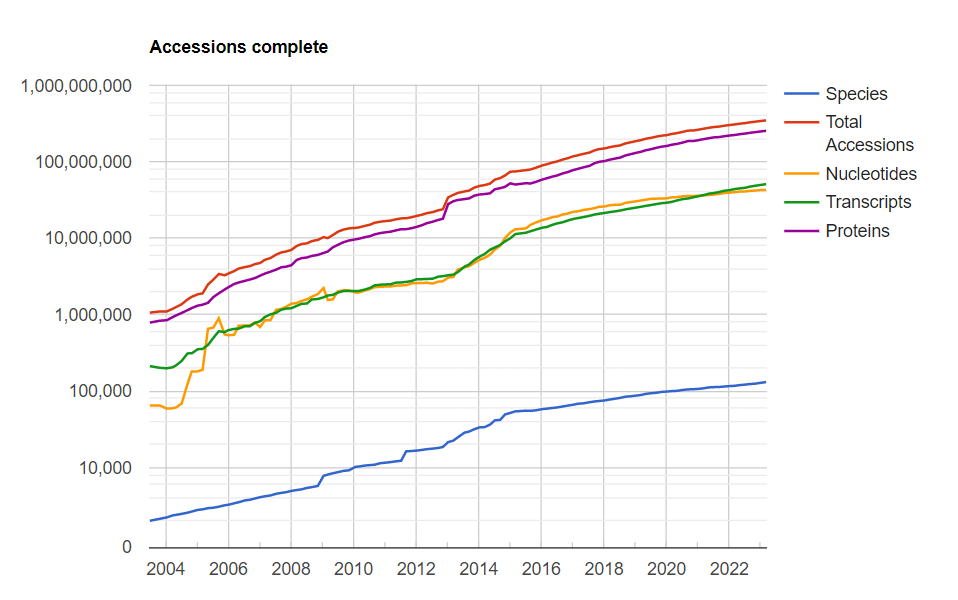 Accessions complete
1,000,000,000
100,000,000
10,000,000
1,000,000
100,000
10,000
0
2004 2006 2008 2010 2012 2014 2016 2018 2020 2022
Species
Total
Accessions
Nucleotides
Transcripts
Proteins